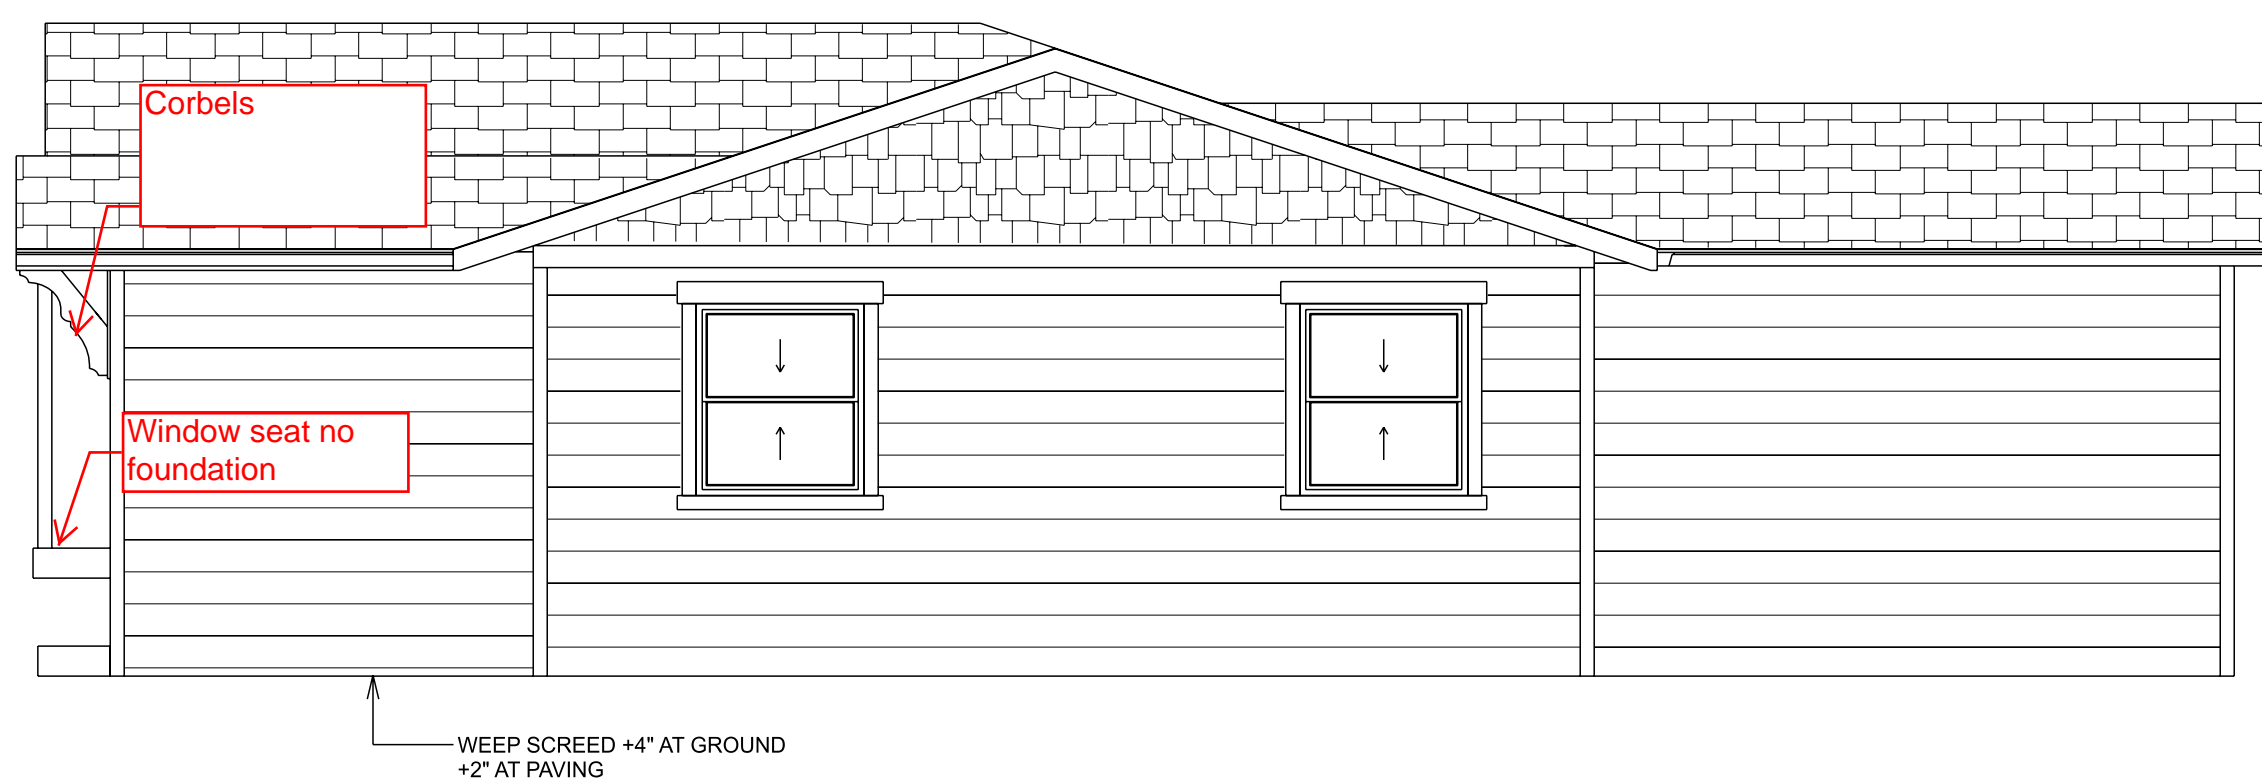 Corbels
Window seat no
foundation
WEEP SCREED +4" AT GROUND
+2" AT PAVING